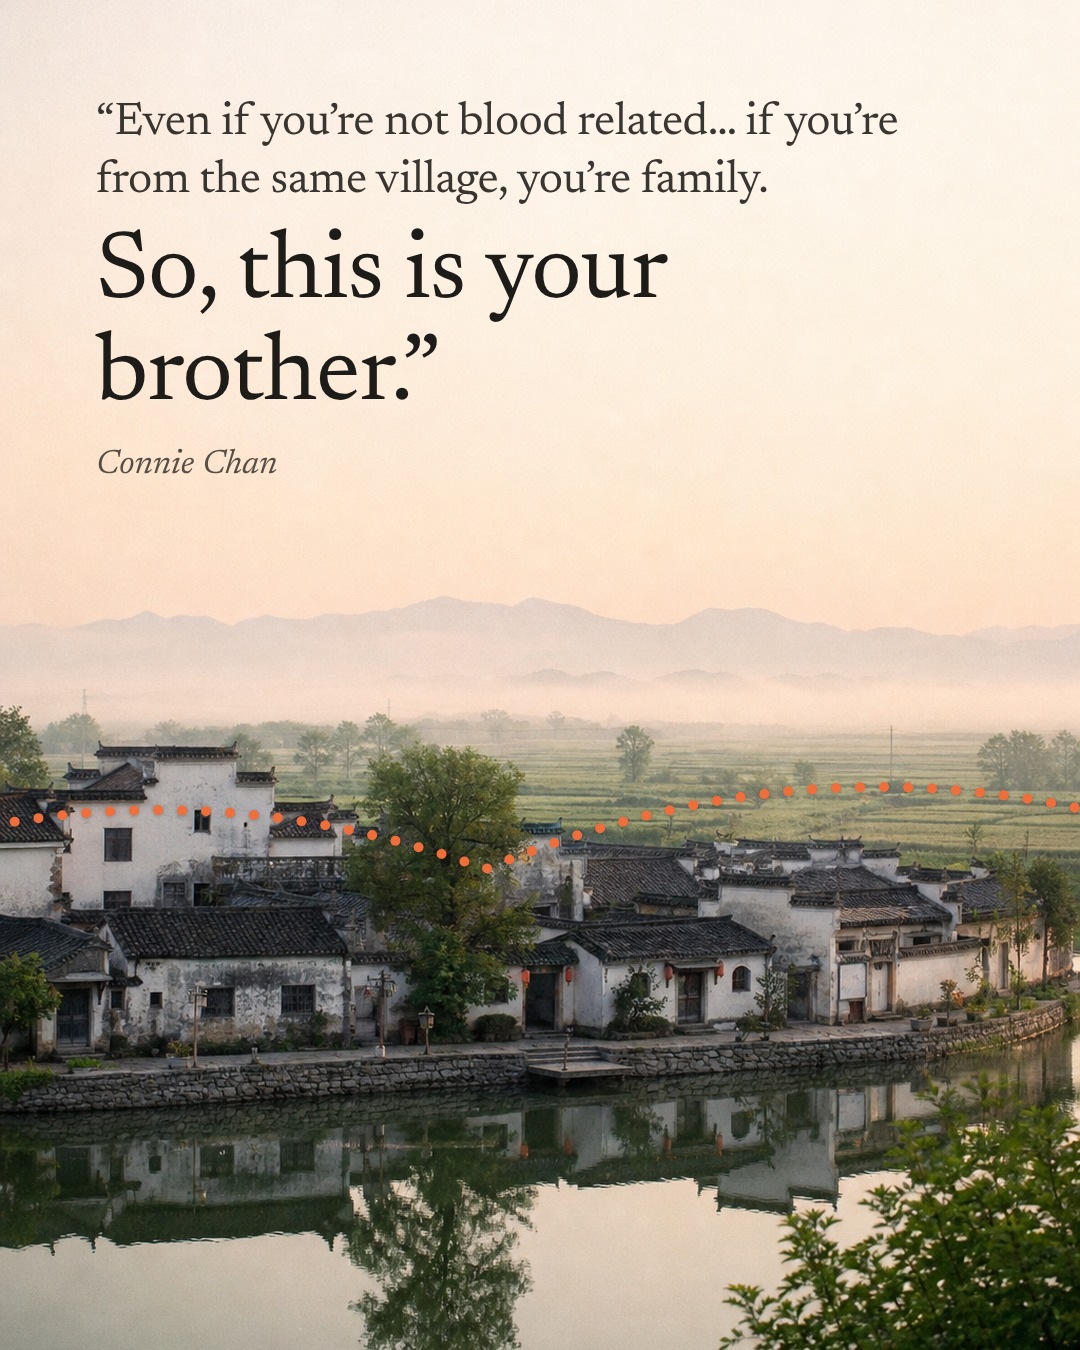 “Even if you’re not blood related... if you’re
from the same village, you’re family.
So, this is your
brother.”
Connie Chan